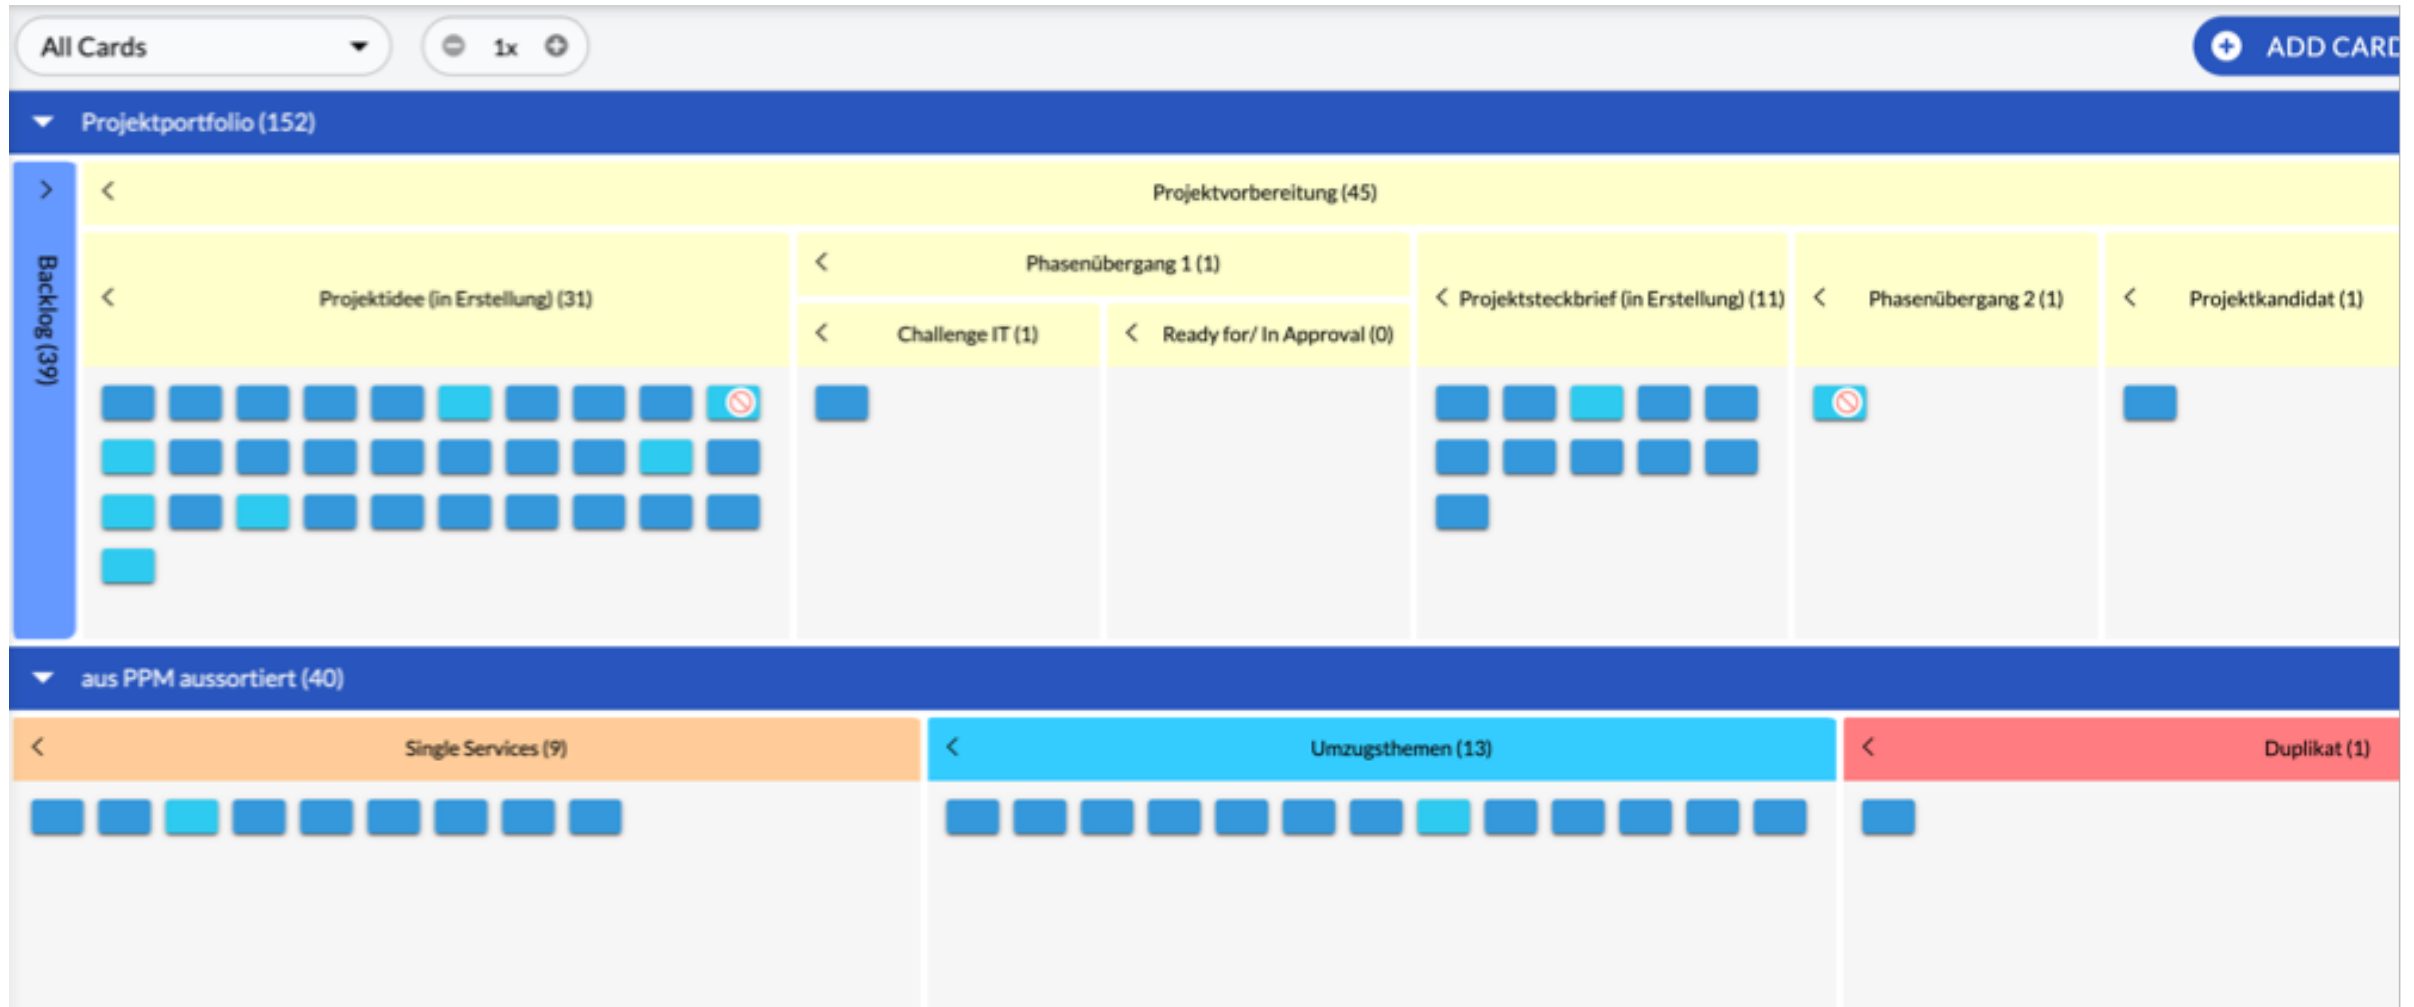 All Cards
1x
ADD CARD
Projektportfolio (152)
Backlog (39)
Projektvorbereitung (45)
Projektidee (in Erstellung) (31)
Phasenübergang 1 (1)
Challenge IT (1)
Ready for/ In Approval (0)
Projektsteckbrief (in Erstellung) (11)
Phasenübergang 2 (1)
Projektkandidat (1)
aus PPM aussortiert (40)
Single Services (9)
Umzugsthemen (13)
Duplikat (1)